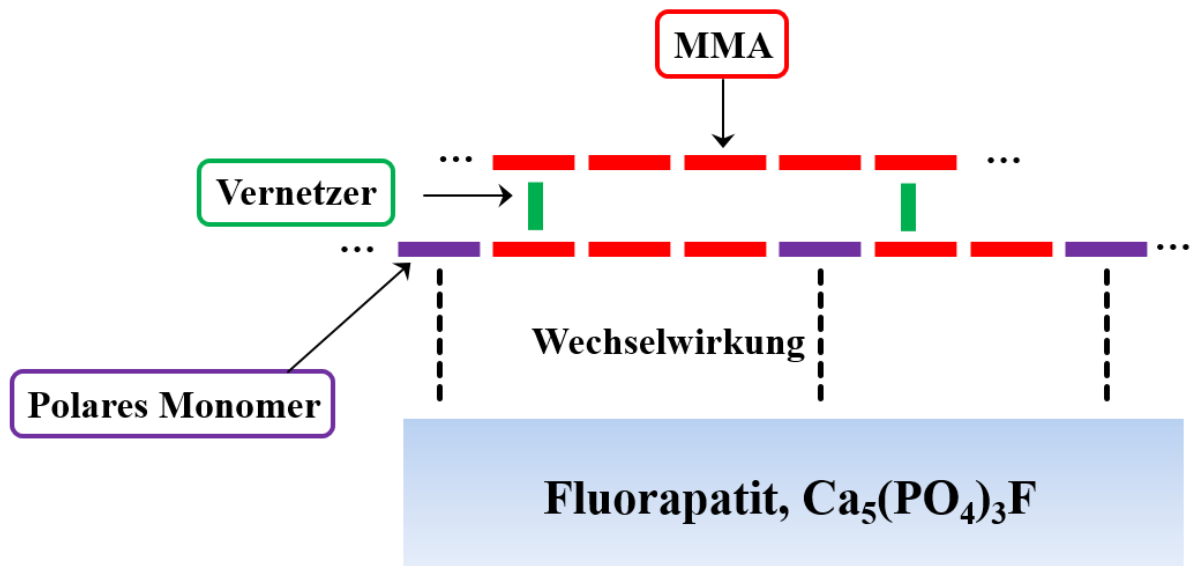 MMA
... ...
Vernetzer
... ...
Wechselwirkung
Polares Monomer
Fluorapatit, Ca₅(PO₄)₃F